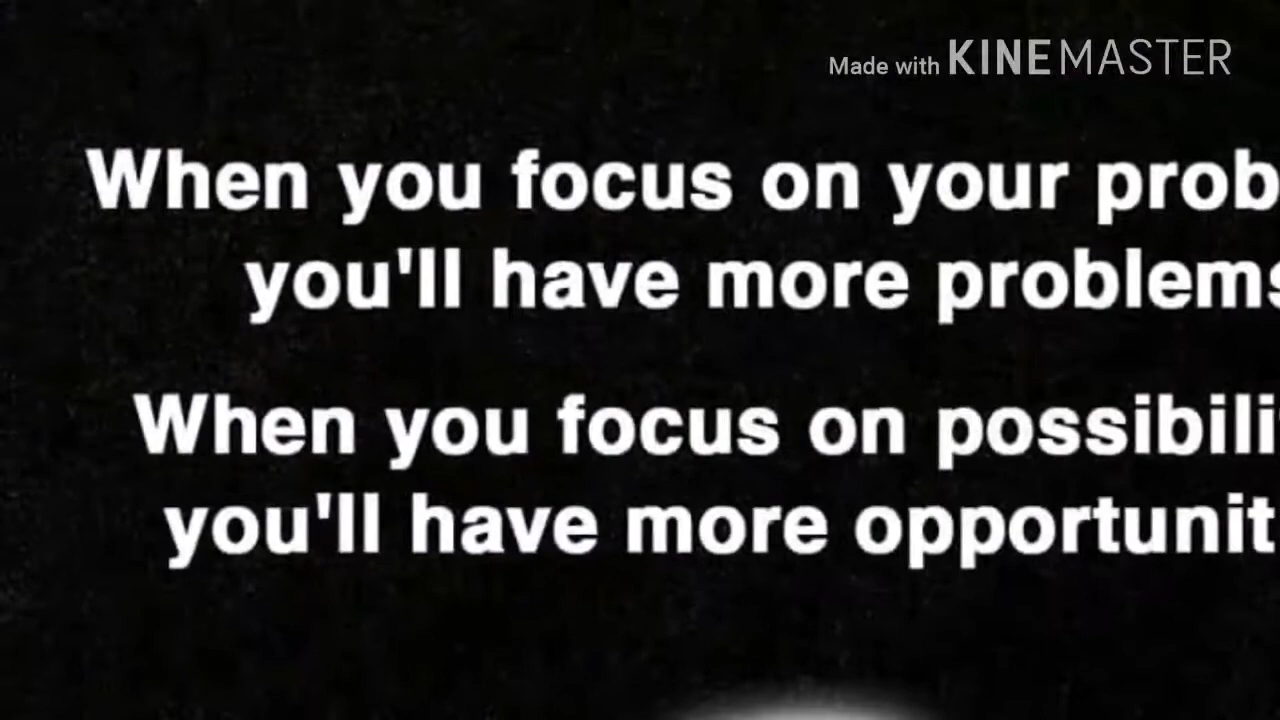 Made with KINEMASTER
When you focus on your prob
you'll have more problems
When you focus on possibili
you'll have more opportunit